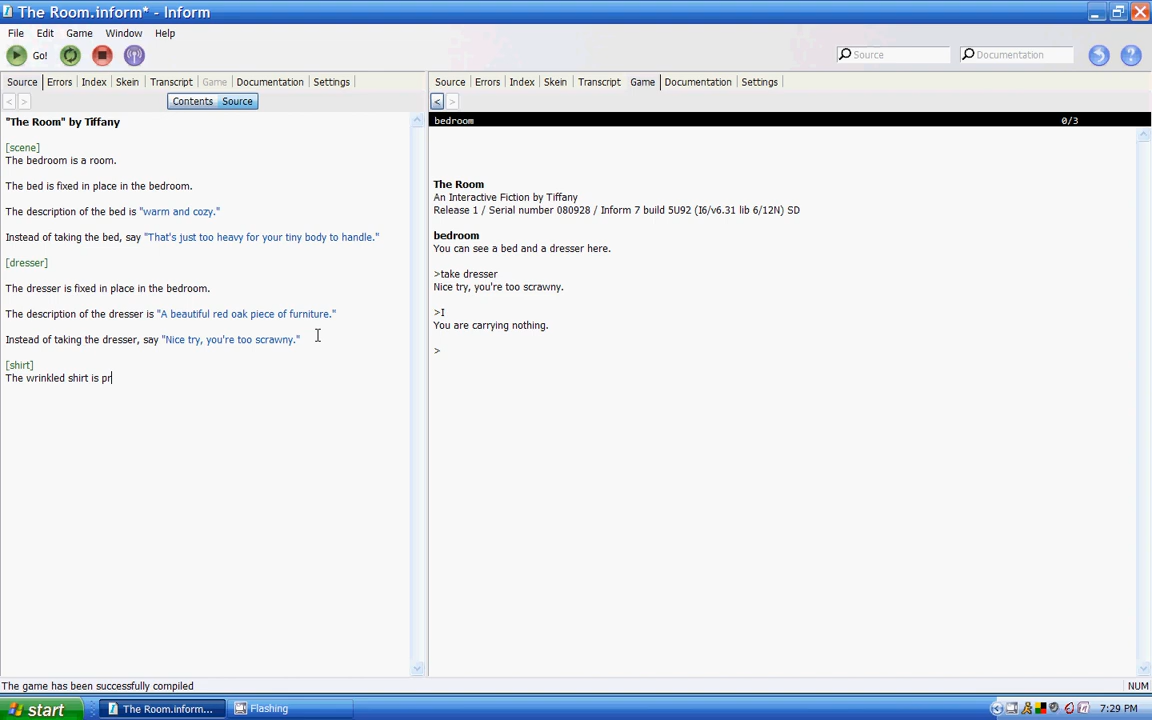 The Room.inform* - Inform
File Edit Game Window Help
Go! Source Documentation
Source Errors Index Skein Transcript Game Documentation Settings
< > Contents Source
"The Room" by Tiffany
[scene]
The bedroom is a room.
The bed is fixed in place in the bedroom.
The description of the bed is "warm and cozy."
Instead of taking the bed, say "That's just too heavy for your tiny body to handle."
[dresser]
The dresser is fixed in place in the bedroom.
The description of the dresser is "A beautiful red oak piece of furniture."
Instead of taking the dresser, say "Nice try, you're too scrawny."
[shirt]
The wrinkled shirt is pr
Source Errors Index Skein Transcript Game Documentation Settings
< >
bedroom 0/3
The Room
An Interactive Fiction by Tiffany
Release 1 / Serial number 080928 / Inform 7 build 5U92 (I6/v6.31 lib 6/12N) SD
bedroom
You can see a bed and a dresser here.
>take dresser
Nice try, you're too scrawny.
>I
You are carrying nothing.
>
The game has been successfully compiled NUM
start The Room.inform... Flashing 7:29 PM